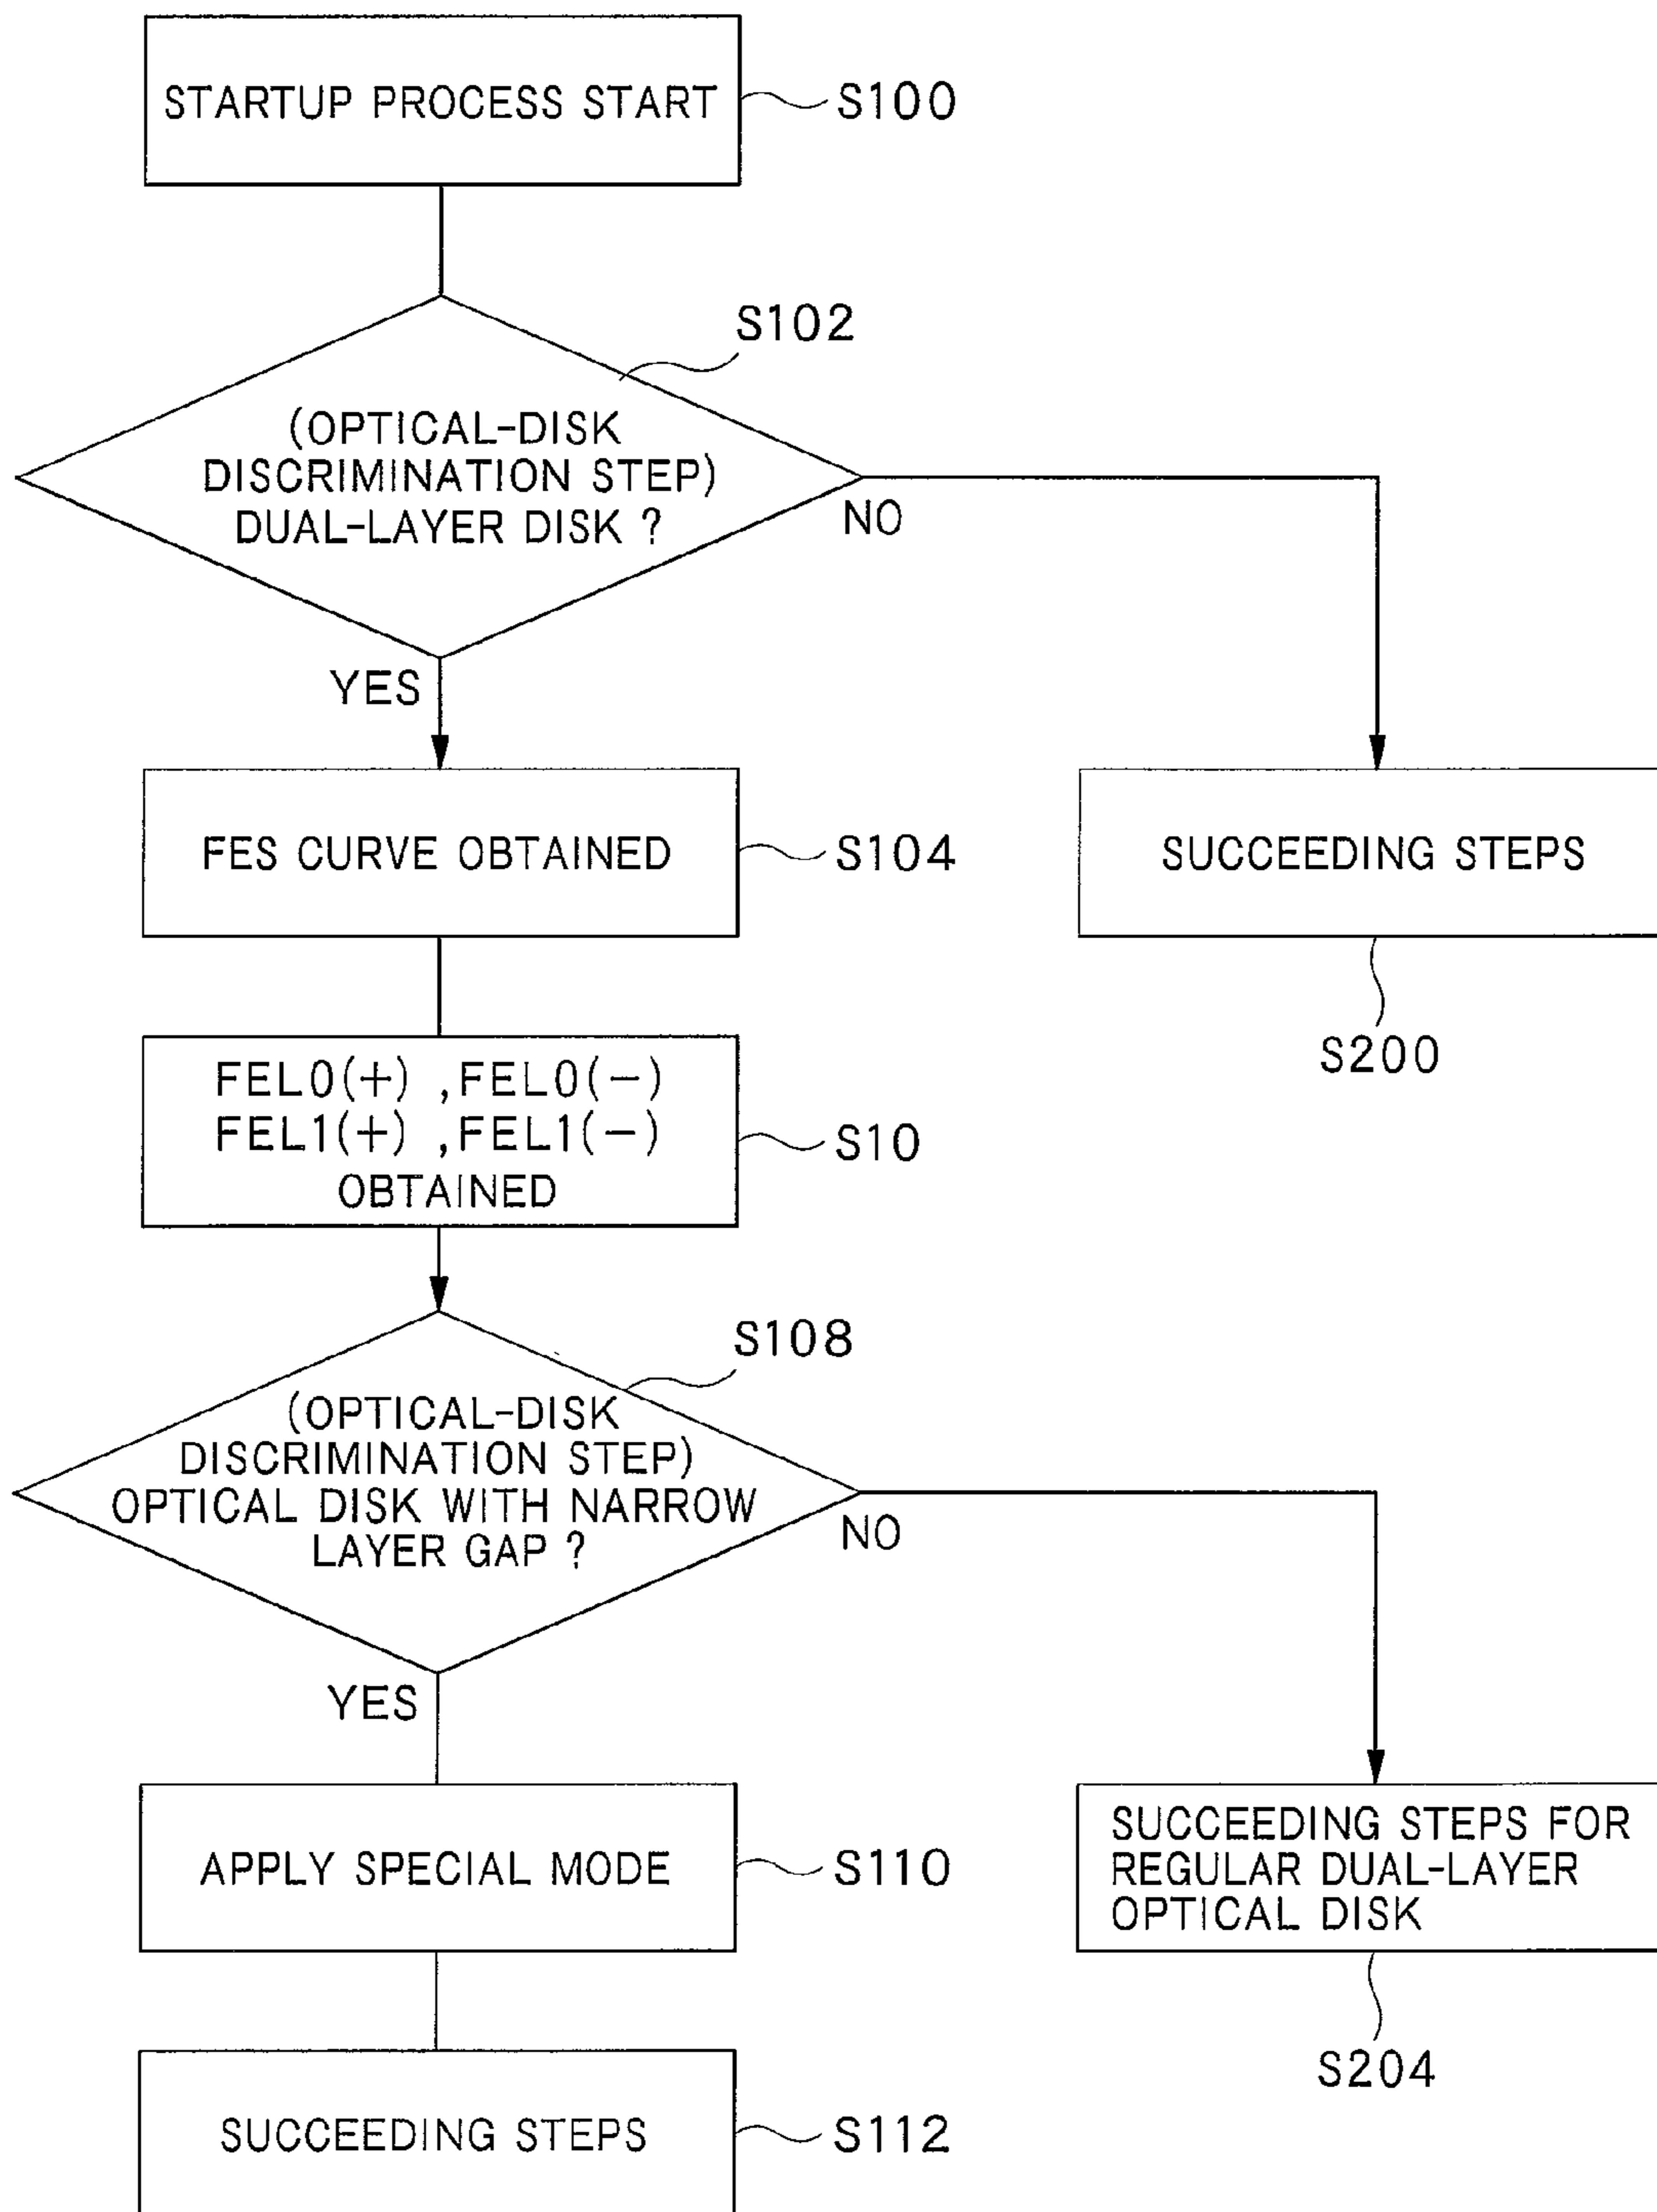 STARTUP PROCESS START
S100
S102
(OPTICAL-DISK
DISCRIMINATION STEP)
DUAL-LAYER DISK ?
NO
YES
FES CURVE OBTAINED
S104
SUCCEEDING STEPS
S200
FEL0(+) ,FEL0(−)
FEL1(+) ,FEL1(−)
OBTAINED
S10
S108
(OPTICAL-DISK
DISCRIMINATION STEP)
OPTICAL DISK WITH NARROW
LAYER GAP ?
NO
YES
APPLY SPECIAL MODE
S110
SUCCEEDING STEPS FOR
REGULAR DUAL-LAYER
OPTICAL DISK
S204
SUCCEEDING STEPS
S112